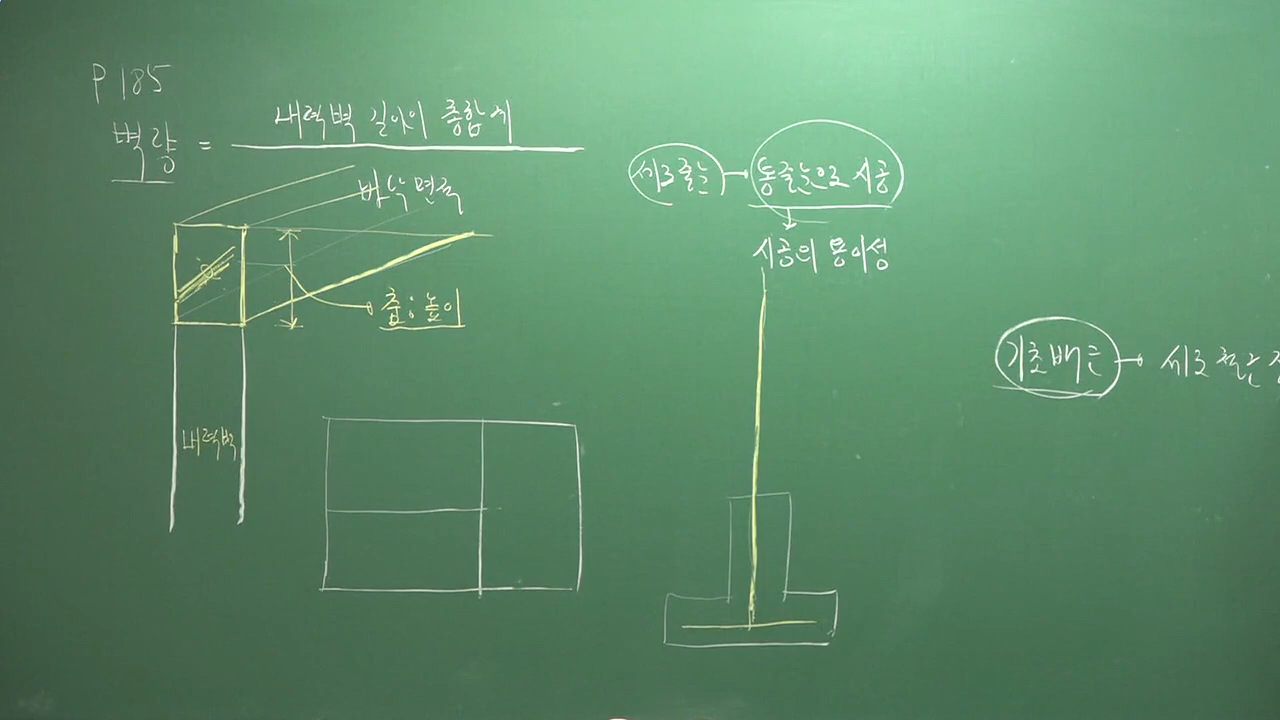 P 185
벽량 = 내력벽 길이의 총합계
바닥면적
춤 : 높이
내력벽
세로줄눈 → 통줄눈으로 시공
시공의 용이성
기초배근 → 세로철근